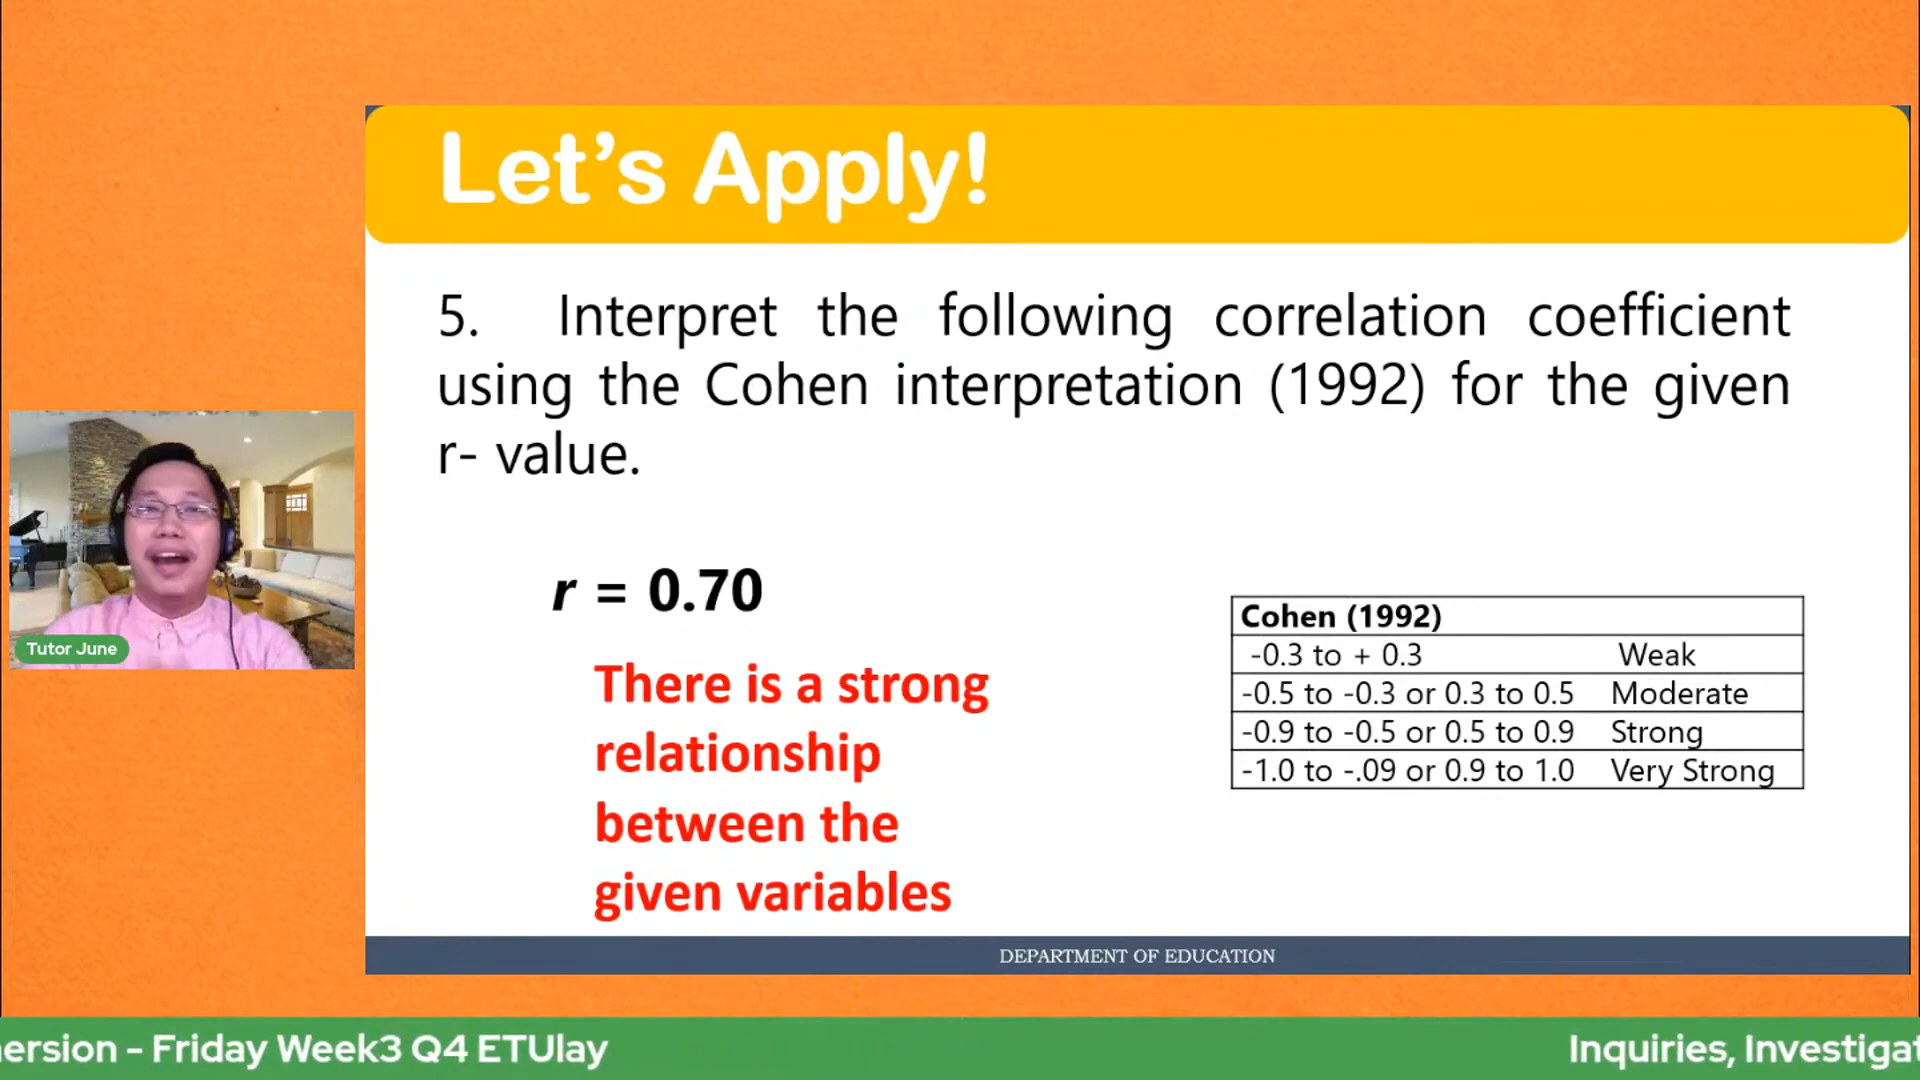 Let's Apply!
5. Interpret the following correlation coefficient
using the Cohen interpretation (1992) for the given
r- value.
r = 0.70
There is a strong
relationship
between the
given variables
Cohen (1992)
-0.3 to + 0.3 Weak
-0.5 to -0.3 or 0.3 to 0.5 Moderate
-0.9 to -0.5 or 0.5 to 0.9 Strong
-1.0 to -.09 or 0.9 to 1.0 Very Strong
Tutor June
DEPARTMENT OF EDUCATION
ersion - Friday Week3 Q4 ETUlay
Inquiries, Investigat